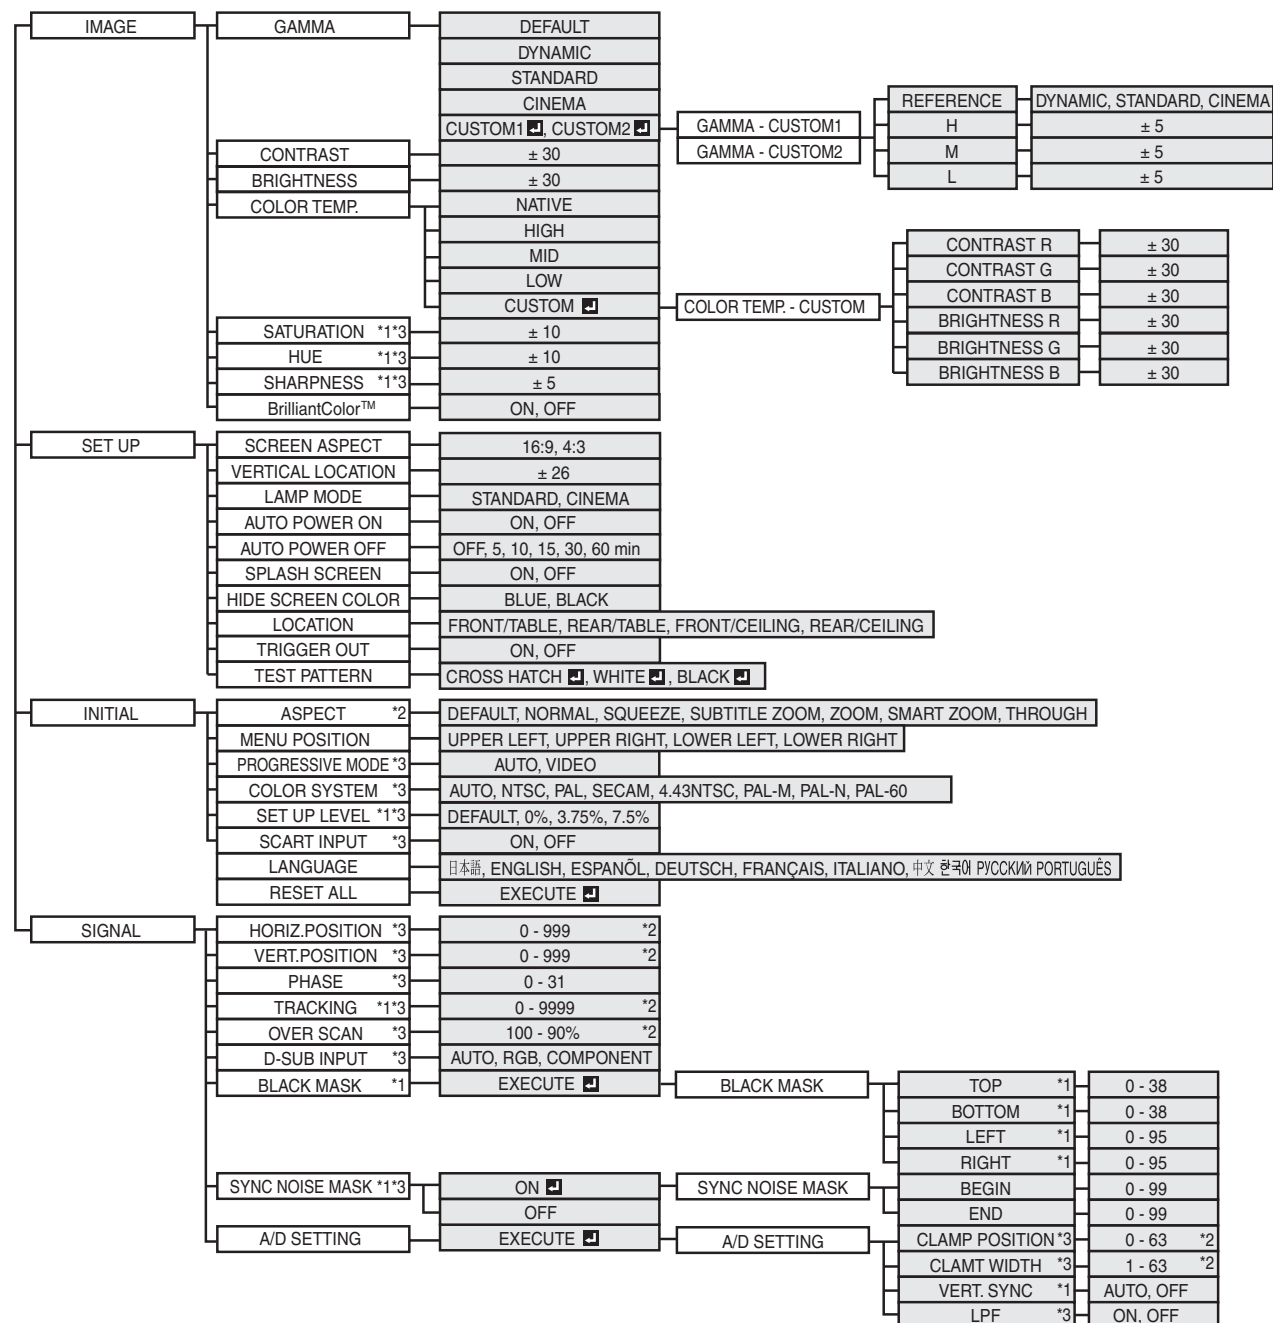 IMAGE GAMMA DEFAULT
DYNAMIC
STANDARD
CINEMA
CUSTOM1 , CUSTOM2
GAMMA - CUSTOM1
GAMMA - CUSTOM2
REFERENCE DYNAMIC, STANDARD, CINEMA
H ± 5
M ± 5
L ± 5
CONTRAST ± 30
BRIGHTNESS ± 30
COLOR TEMP. NATIVE
HIGH
MID
LOW
CUSTOM
COLOR TEMP. - CUSTOM
CONTRAST R ± 30
CONTRAST G ± 30
CONTRAST B ± 30
BRIGHTNESS R ± 30
BRIGHTNESS G ± 30
BRIGHTNESS B ± 30
SATURATION *1*3 ± 10
HUE *1*3 ± 10
SHARPNESS *1*3 ± 5
BrilliantColor™ ON, OFF
SET UP SCREEN ASPECT 16:9, 4:3
VERTICAL LOCATION ± 26
LAMP MODE STANDARD, CINEMA
AUTO POWER ON ON, OFF
AUTO POWER OFF OFF, 5, 10, 15, 30, 60 min
SPLASH SCREEN ON, OFF
HIDE SCREEN COLOR BLUE, BLACK
LOCATION FRONT/TABLE, REAR/TABLE, FRONT/CEILING, REAR/CEILING
TRIGGER OUT ON, OFF
TEST PATTERN CROSS HATCH , WHITE , BLACK
INITIAL ASPECT *2 DEFAULT, NORMAL, SQUEEZE, SUBTITLE ZOOM, ZOOM, SMART ZOOM, THROUGH
MENU POSITION UPPER LEFT, UPPER RIGHT, LOWER LEFT, LOWER RIGHT
PROGRESSIVE MODE *3 AUTO, VIDEO
COLOR SYSTEM *3 AUTO, NTSC, PAL, SECAM, 4.43NTSC, PAL-M, PAL-N, PAL-60
SET UP LEVEL *1*3 DEFAULT, 0%, 3.75%, 7.5%
SCART INPUT *3 ON, OFF
LANGUAGE 日本語, ENGLISH, ESPANÕL, DEUTSCH, FRANÇAIS, ITALIANO, 中文 한국어 РУССКИЙ PORTUGUÊS
RESET ALL EXECUTE
SIGNAL HORIZ.POSITION *3 0 - 999 *2
VERT.POSITION *3 0 - 999 *2
PHASE *3 0 - 31
TRACKING *1*3 0 - 9999 *2
OVER SCAN *3 100 - 90% *2
D-SUB INPUT *3 AUTO, RGB, COMPONENT
BLACK MASK *1 EXECUTE BLACK MASK
TOP *1 0 - 38
BOTTOM *1 0 - 38
LEFT *1 0 - 95
RIGHT *1 0 - 95
SYNC NOISE MASK *1*3 ON SYNC NOISE MASK
OFF
BEGIN 0 - 99
END 0 - 99
A/D SETTING EXECUTE A/D SETTING
CLAMP POSITION *3 0 - 63 *2
CLAMT WIDTH *3 1 - 63 *2
VERT. SYNC *1 AUTO, OFF
LPF *3 ON, OFF